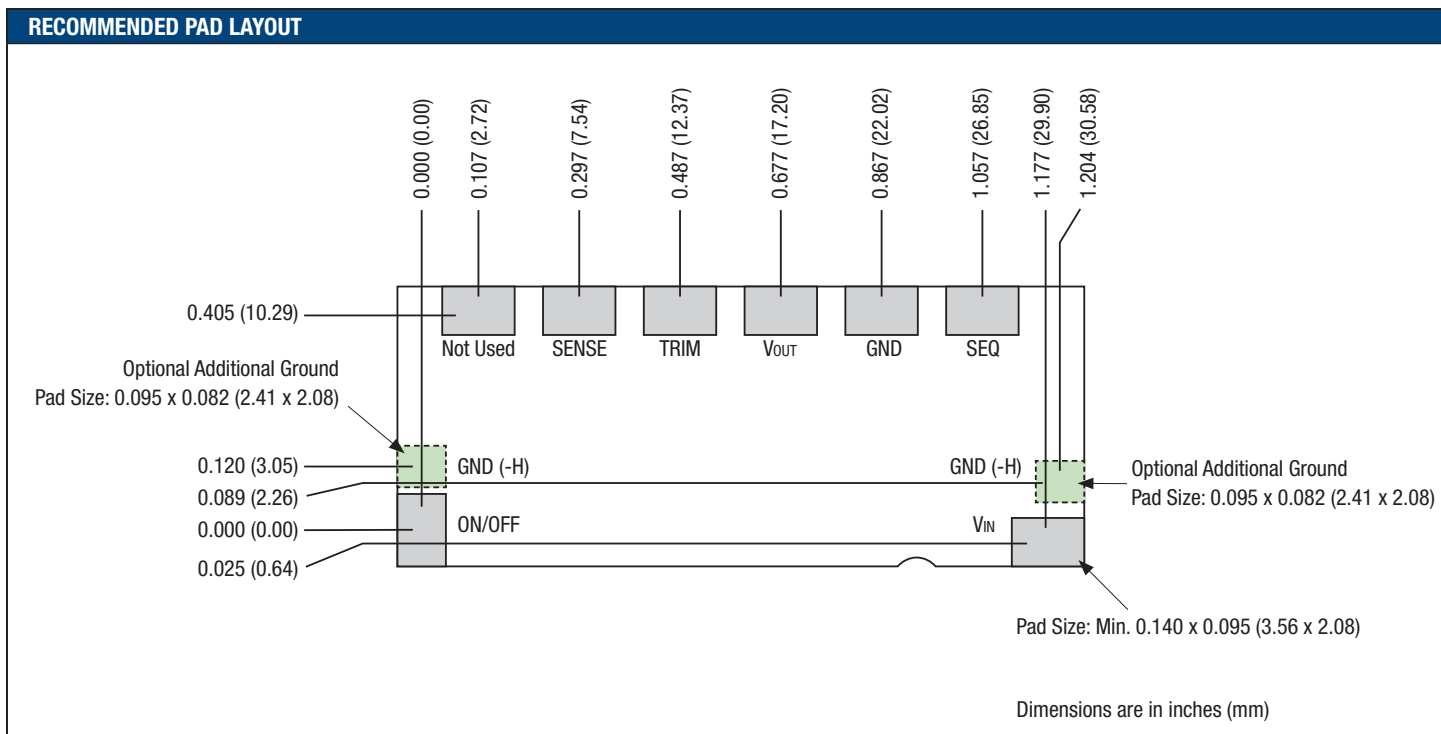 RECOMMENDED PAD LAYOUT
0.000 (0.00)
0.107 (2.72)
0.297 (7.54)
0.487 (12.37)
0.677 (17.20)
0.867 (22.02)
1.057 (26.85)
1.177 (29.90)
1.204 (30.58)
0.405 (10.29)
Not Used SENSE TRIM VOUT GND SEQ
Optional Additional Ground
Pad Size: 0.095 x 0.082 (2.41 x 2.08)
0.120 (3.05) GND (-H) GND (-H)
Optional Additional Ground
Pad Size: 0.095 x 0.082 (2.41 x 2.08)
0.089 (2.26)
0.000 (0.00) ON/OFF VIN
0.025 (0.64)
Pad Size: Min. 0.140 x 0.095 (3.56 x 2.08)
Dimensions are in inches (mm)